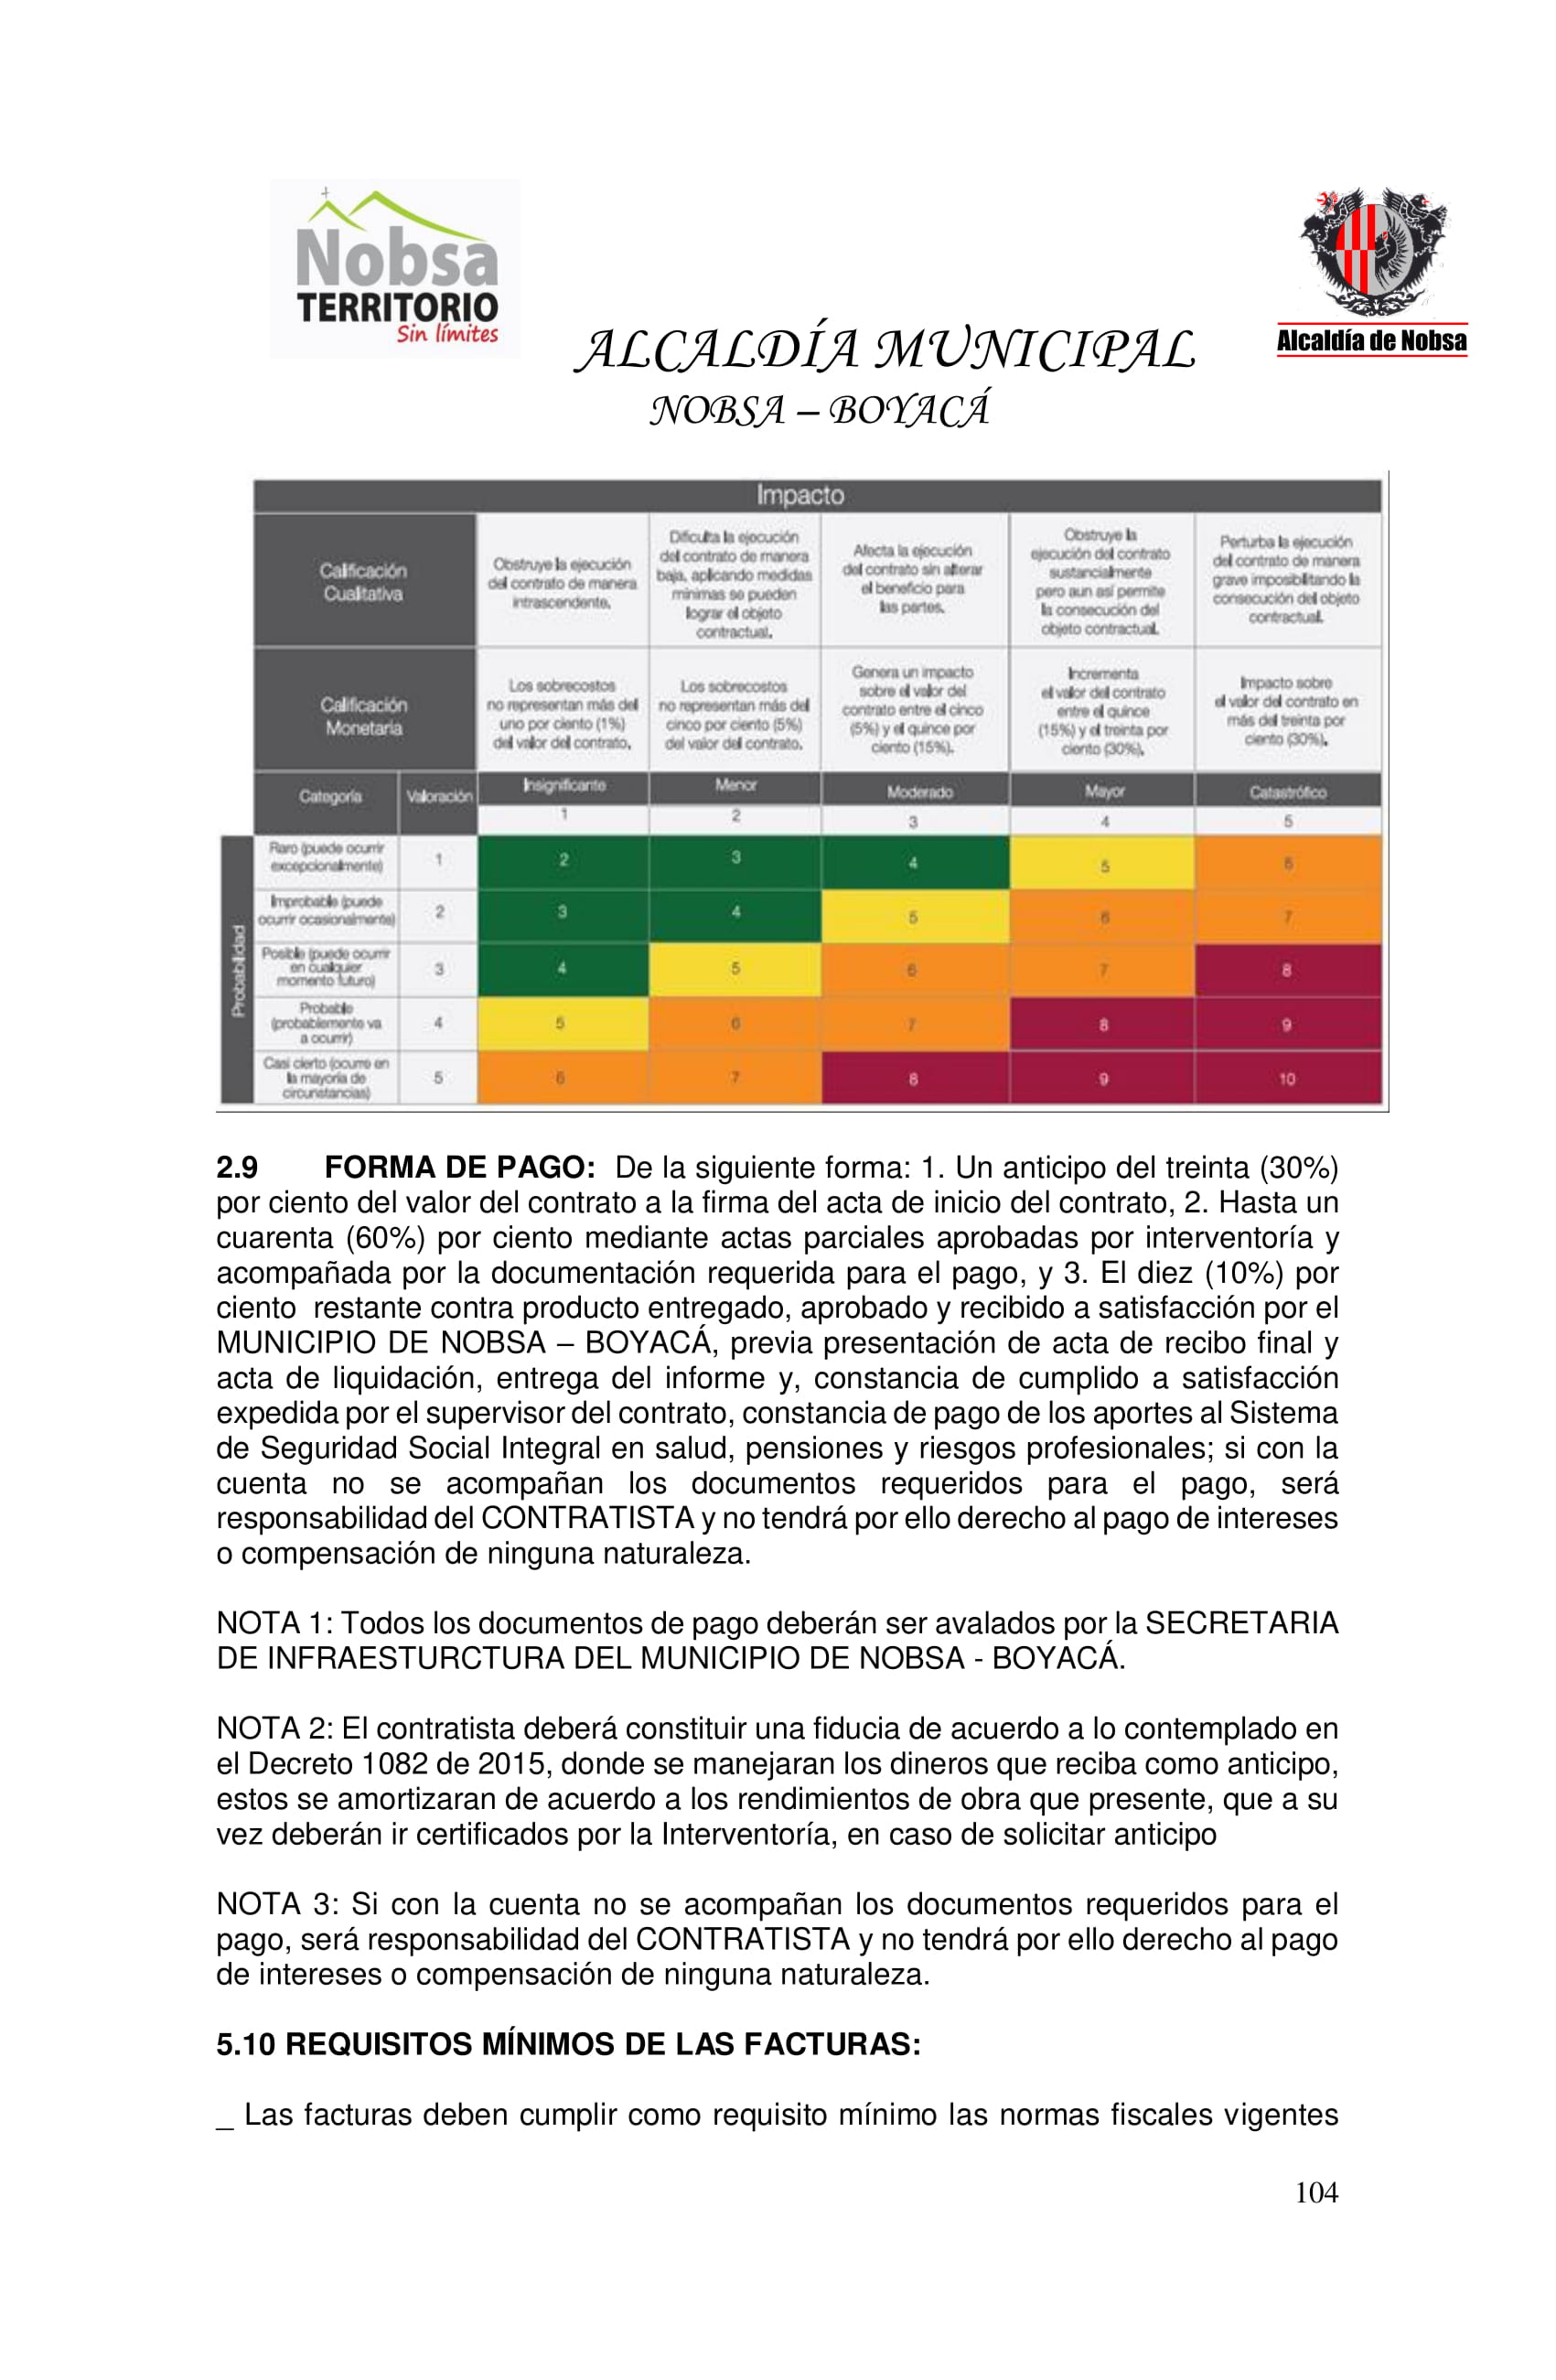 Nobsa
TERRITORIO
Sin límites
Alcaldía de Nobsa
ALCALDÍA MUNICIPAL
NOBSA – BOYACÁ
Impacto
Calificación
Cualitativa
Obstruye la ejecución
del contrato de manera
intrascendente.
Dificulta la ejecución
del contrato de manera
baja, aplicando medidas
mínimas se pueden
lograr el objeto
contractual.
Afecta la ejecución
del contrato sin alterar
el beneficio para
las partes.
Obstruye la
ejecución del contrato
sustancialmente
pero aun así permite
la consecución del
objeto contractual.
Perturba la ejecución
del contrato de manera
grave imposibilitando la
consecución del objeto
contractual.
Calificación
Monetaria
Los sobrecostos
no representan más del
uno por ciento (1%)
del valor del contrato.
Los sobrecostos
no representan más del
cinco por ciento (5%)
del valor del contrato.
Genera un impacto
sobre el valor del
contrato entre el cinco
(5%) y el quince por
ciento (15%).
Incrementa
el valor del contrato
entre el quince
(15%) y el treinta por
ciento (30%).
Impacto sobre
el valor del contrato en
más del treinta por
ciento (30%).
Categoría Valoración Insignificante Menor Moderado Mayor Catastrófico
1 2 3 4 5
Probabilidad
Raro (puede ocurrir
excepcionalmente)
1 2 3 4 5 6
Improbable (puede
ocurrir ocasionalmente)
2 3 4 5 6 7
Posible (puede ocurrir
en cualquier
momento futuro)
3 4 5 6 7 8
Probable
(probablemente va
a ocurrir)
4 5 6 7 8 9
Casi cierto (ocurre en
la mayoría de
circunstancias)
5 6 7 8 9 10
2.9 FORMA DE PAGO: De la siguiente forma: 1. Un anticipo del treinta (30%)
por ciento del valor del contrato a la firma del acta de inicio del contrato, 2. Hasta un
cuarenta (60%) por ciento mediante actas parciales aprobadas por interventoría y
acompañada por la documentación requerida para el pago, y 3. El diez (10%) por
ciento restante contra producto entregado, aprobado y recibido a satisfacción por el
MUNICIPIO DE NOBSA – BOYACÁ, previa presentación de acta de recibo final y
acta de liquidación, entrega del informe y, constancia de cumplido a satisfacción
expedida por el supervisor del contrato, constancia de pago de los aportes al Sistema
de Seguridad Social Integral en salud, pensiones y riesgos profesionales; si con la
cuenta no se acompañan los documentos requeridos para el pago, será
responsabilidad del CONTRATISTA y no tendrá por ello derecho al pago de intereses
o compensación de ninguna naturaleza.
NOTA 1: Todos los documentos de pago deberán ser avalados por la SECRETARIA
DE INFRAESTURCTURA DEL MUNICIPIO DE NOBSA - BOYACÁ.
NOTA 2: El contratista deberá constituir una fiducia de acuerdo a lo contemplado en
el Decreto 1082 de 2015, donde se manejaran los dineros que reciba como anticipo,
estos se amortizaran de acuerdo a los rendimientos de obra que presente, que a su
vez deberán ir certificados por la Interventoría, en caso de solicitar anticipo
NOTA 3: Si con la cuenta no se acompañan los documentos requeridos para el
pago, será responsabilidad del CONTRATISTA y no tendrá por ello derecho al pago
de intereses o compensación de ninguna naturaleza.
5.10 REQUISITOS MÍNIMOS DE LAS FACTURAS:
_ Las facturas deben cumplir como requisito mínimo las normas fiscales vigentes
104